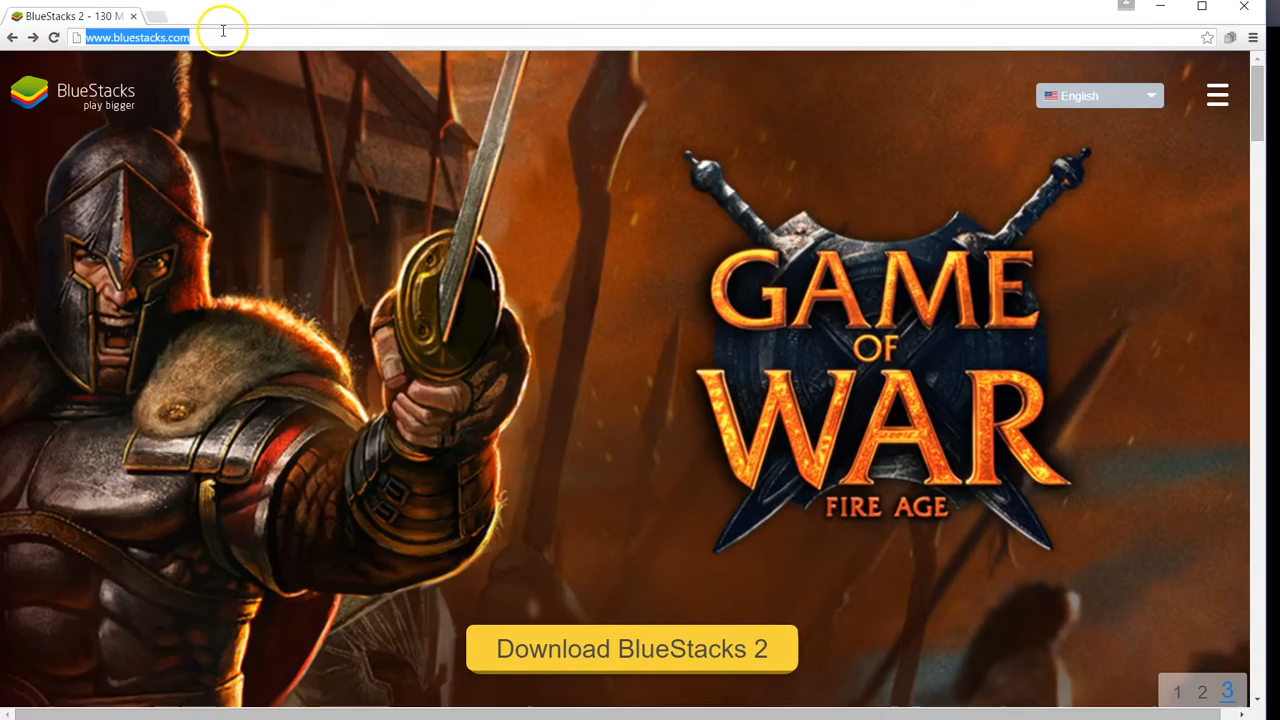 BlueStacks 2 - 130 M
www.bluestacks.com
BlueStacks
play bigger
English
GAME
OF
WAR
FIRE AGE
Download BlueStacks 2
1 2 3